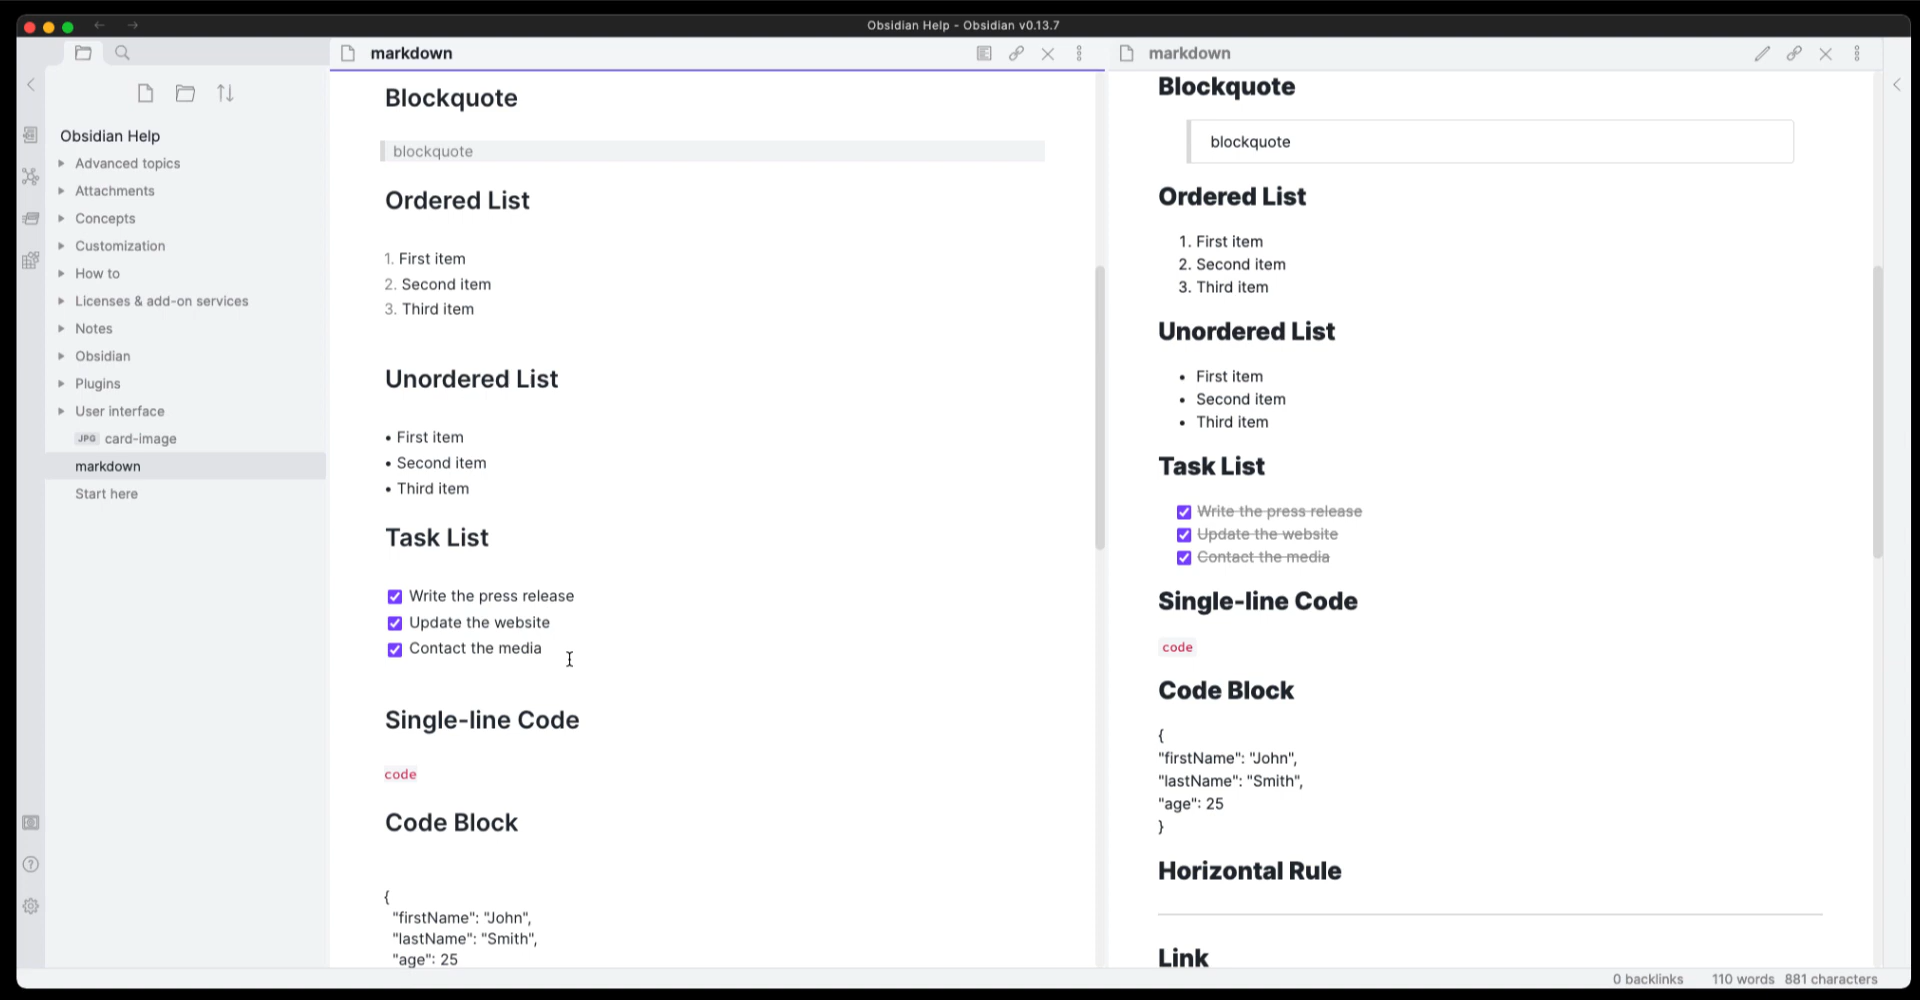 Obsidian Help - Obsidian v0.13.7
markdown
markdown
Obsidian Help
Advanced topics
Attachments
Concepts
Customization
How to
Licenses & add-on services
Notes
Obsidian
Plugins
User interface
JPG card-image
markdown
Start here
Blockquote
blockquote
Ordered List
1. First item
2. Second item
3. Third item
Unordered List
• First item
• Second item
• Third item
Task List
Write the press release
Update the website
Contact the media
Single-line Code
code
Code Block
{
"firstName": "John",
"lastName": "Smith",
"age": 25
Blockquote
blockquote
Ordered List
1. First item
2. Second item
3. Third item
Unordered List
• First item
• Second item
• Third item
Task List
Write the press release
Update the website
Contact the media
Single-line Code
code
Code Block
{
"firstName": "John",
"lastName": "Smith",
"age": 25
}
Horizontal Rule
Link
0 backlinks 110 words 881 characters